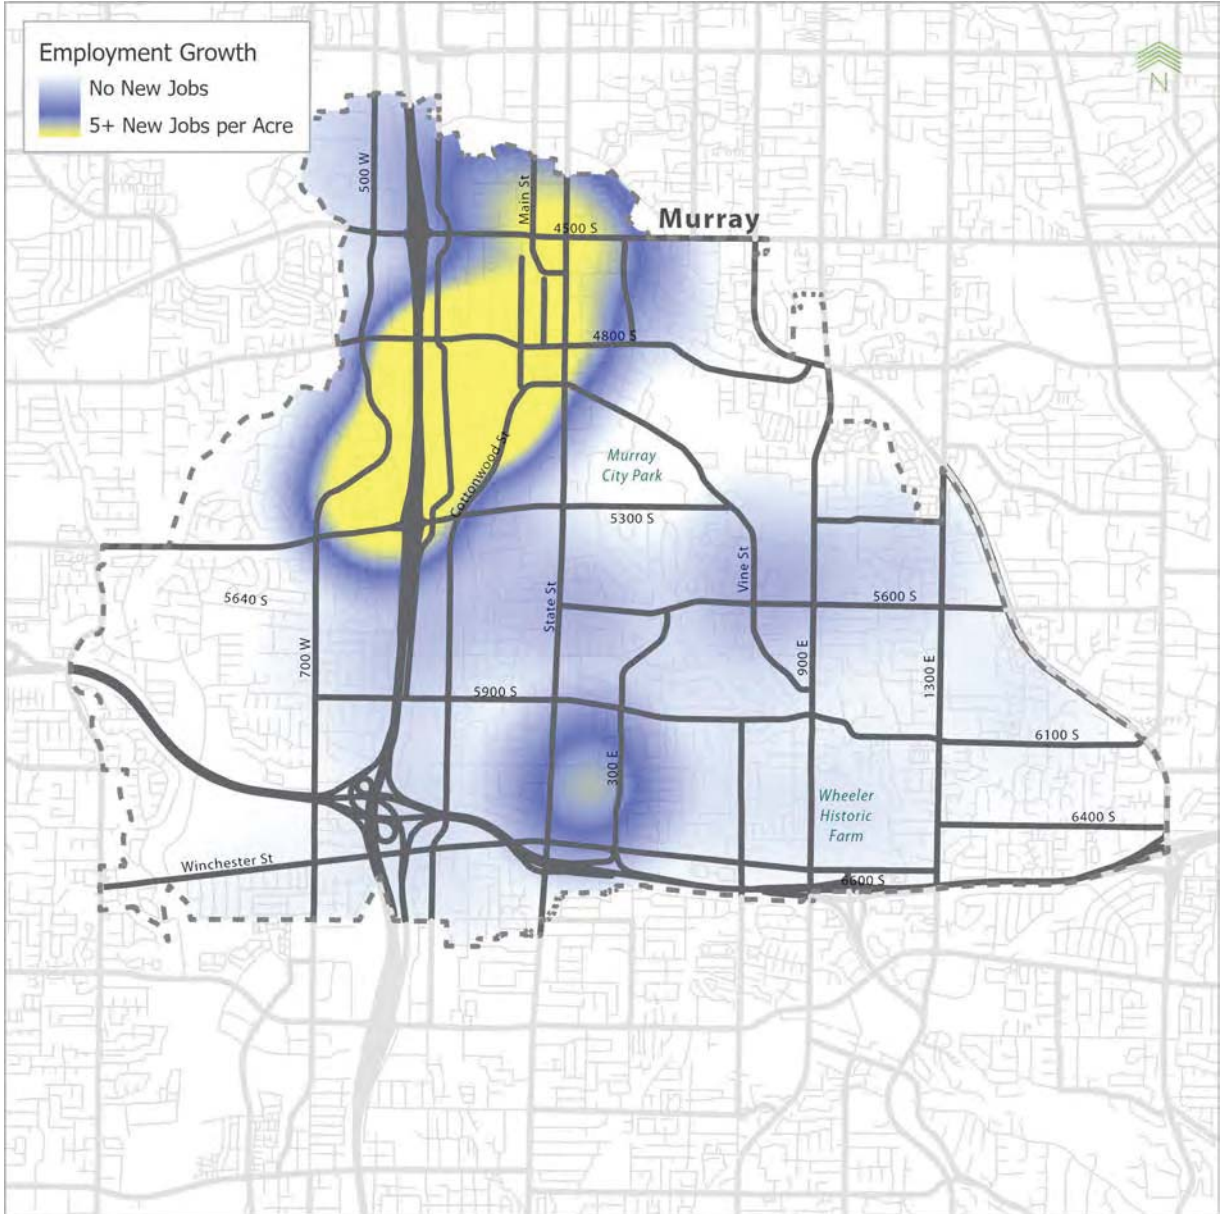 Employment Growth
No New Jobs
5+ New Jobs per Acre
N
500 W
Main St
4500 S
Murray
4800 S
Cottonwood St
Murray
City Park
5300 S
Vine St
5640 S
State St
5600 S
700 W
900 E
1300 E
5900 S
6100 S
300 E
Wheeler
Historic
Farm
6400 S
Winchester St
6600 S